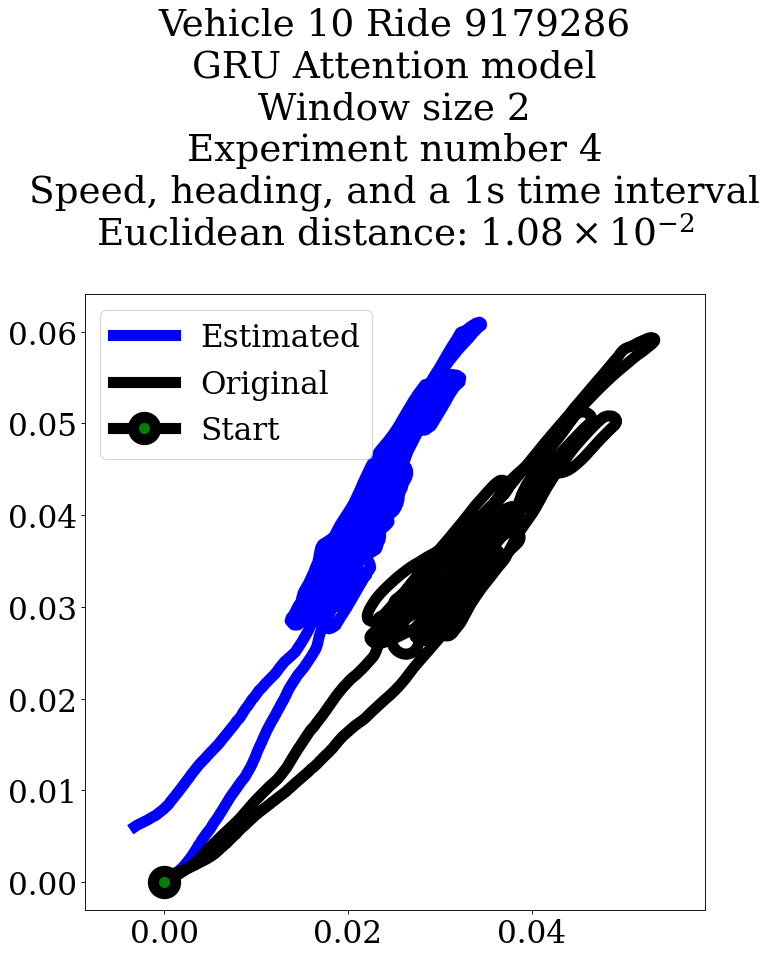 Vehicle 10 Ride 9179286
GRU Attention model
Window size 2
Experiment number 4
Speed, heading, and a 1s time interval
Euclidean distance: 1.08 × 10⁻²
Estimated
Original
Start
0.06
0.05
0.04
0.03
0.02
0.01
0.00
0.00 0.02 0.04